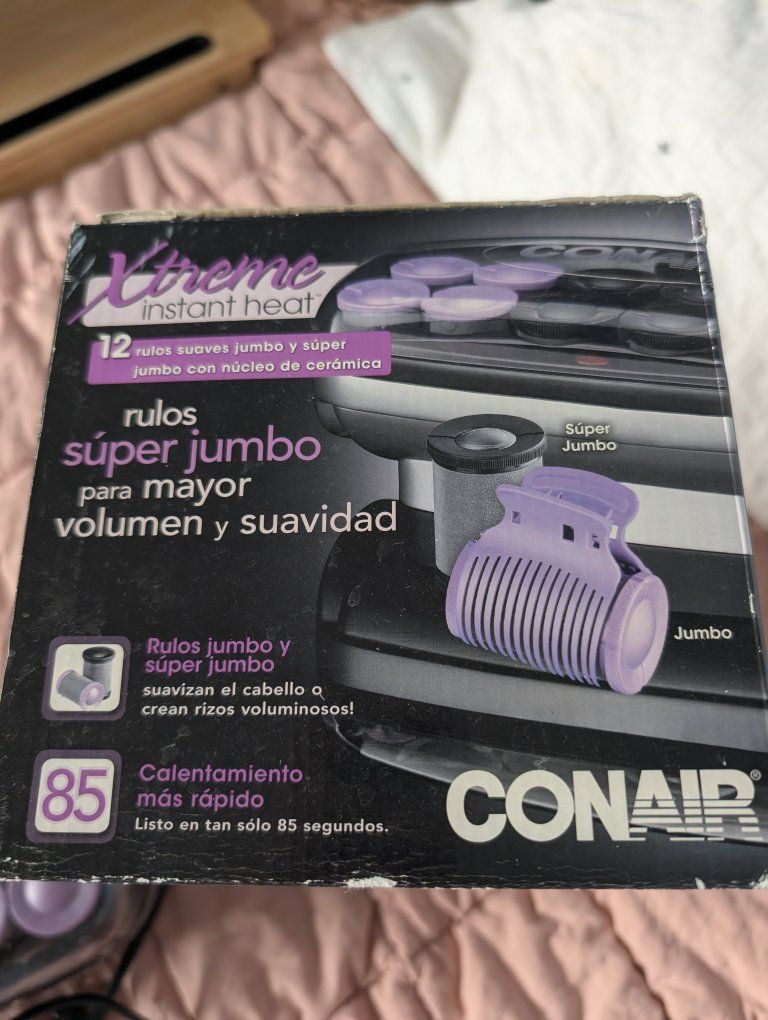 CONAIR
Xtreme
instant heat™
12 rulos suaves jumbo y súper
jumbo con núcleo de cerámica
rulos
súper jumbo
para mayor
volumen y suavidad
Súper
Jumbo
Jumbo
Rulos jumbo y
súper jumbo
suavizan el cabello o
crean rizos voluminosos!
85
Calentamiento
más rápido
Listo en tan sólo 85 segundos.
CONAIR®